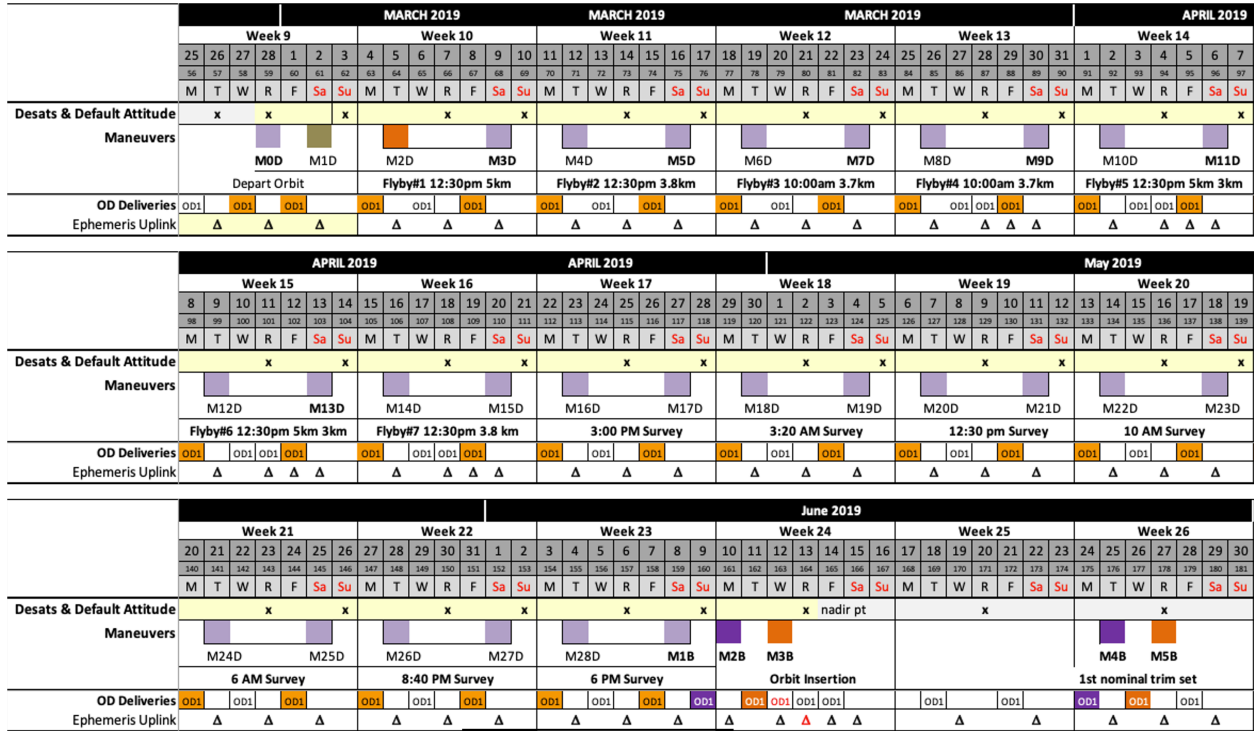 MARCH 2019 MARCH 2019 MARCH 2019 APRIL 2019
Week 9 Week 10 Week 11 Week 12 Week 13 Week 14
25 26 27 28 1 2 3 4 5 6 7 8 9 10 11 12 13 14 15 16 17 18 19 20 21 22 23 24 25 26 27 28 29 30 31 1 2 3 4 5 6 7
56 57 58 59 60 61 62 63 64 65 66 67 68 69 70 71 72 73 74 75 76 77 78 79 80 81 82 83 84 85 86 87 88 89 90 91 92 93 94 95 96 97
M T W R F Sa Su M T W R F Sa Su M T W R F Sa Su M T W R F Sa Su M T W R F Sa Su M T W R F Sa Su
Desats & Default Attitude x x x x x x x x x x x x x
Maneuvers
M0D M1D M2D M3D M4D M5D M6D M7D M8D M9D M10D M11D
Depart Orbit Flyby#1 12:30pm 5km Flyby#2 12:30pm 3.8km Flyby#3 10:00am 3.7km Flyby#4 10:00am 3.7km Flyby#5 12:30pm 5km 3km
OD Deliveries OD1 OD1 OD1 OD1 OD1 OD1 OD1 OD1 OD1 OD1 OD1 OD1 OD1 OD1 OD1 OD1 OD1 OD1 OD1 OD1
Ephemeris Uplink Δ Δ Δ Δ Δ Δ Δ Δ Δ Δ Δ Δ Δ Δ Δ Δ Δ Δ Δ Δ
APRIL 2019 APRIL 2019 May 2019
Week 15 Week 16 Week 17 Week 18 Week 19 Week 20
8 9 10 11 12 13 14 15 16 17 18 19 20 21 22 23 24 25 26 27 28 29 30 1 2 3 4 5 6 7 8 9 10 11 12 13 14 15 16 17 18 19
98 99 100 101 102 103 104 105 106 107 108 109 110 111 112 113 114 115 116 117 118 119 120 121 122 123 124 125 126 127 128 129 130 131 132 133 134 135 136 137 138 139
M T W R F Sa Su M T W R F Sa Su M T W R F Sa Su M T W R F Sa Su M T W R F Sa Su M T W R F Sa Su
Desats & Default Attitude x x x x x x x x x x x x
Maneuvers
M12D M13D M14D M15D M16D M17D M18D M19D M20D M21D M22D M23D
Flyby#6 12:30pm 5km 3km Flyby#7 12:30pm 3.8 km 3:00 PM Survey 3:20 AM Survey 12:30 pm Survey 10 AM Survey
OD Deliveries OD1 OD1 OD1 OD1 OD1 OD1 OD1 OD1 OD1 OD1 OD1 OD1 OD1 OD1 OD1 OD1 OD1 OD1 OD1 OD1
Ephemeris Uplink Δ Δ Δ Δ Δ Δ Δ Δ Δ Δ Δ Δ Δ Δ Δ Δ Δ Δ Δ Δ
June 2019
Week 21 Week 22 Week 23 Week 24 Week 25 Week 26
20 21 22 23 24 25 26 27 28 29 30 31 1 2 3 4 5 6 7 8 9 10 11 12 13 14 15 16 17 18 19 20 21 22 23 24 25 26 27 28 29 30
140 141 142 143 144 145 146 147 148 149 150 151 152 153 154 155 156 157 158 159 160 161 162 163 164 165 166 167 168 169 170 171 172 173 174 175 176 177 178 179 180 181
M T W R F Sa Su M T W R F Sa Su M T W R F Sa Su M T W R F Sa Su M T W R F Sa Su M T W R F Sa Su
Desats & Default Attitude x x x x x x x nadir pt x x
Maneuvers
M24D M25D M26D M27D M28D M1B M2B M3B M4B M5B
6 AM Survey 8:40 PM Survey 6 PM Survey Orbit Insertion 1st nominal trim set
OD Deliveries OD1 OD1 OD1 OD1 OD1 OD1 OD1 OD1 OD1 OD1 OD1 OD1 OD1 OD1 OD1 OD1 OD1 OD1 OD1
Ephemeris Uplink Δ Δ Δ Δ Δ Δ Δ Δ Δ Δ Δ Δ Δ Δ Δ Δ Δ Δ Δ